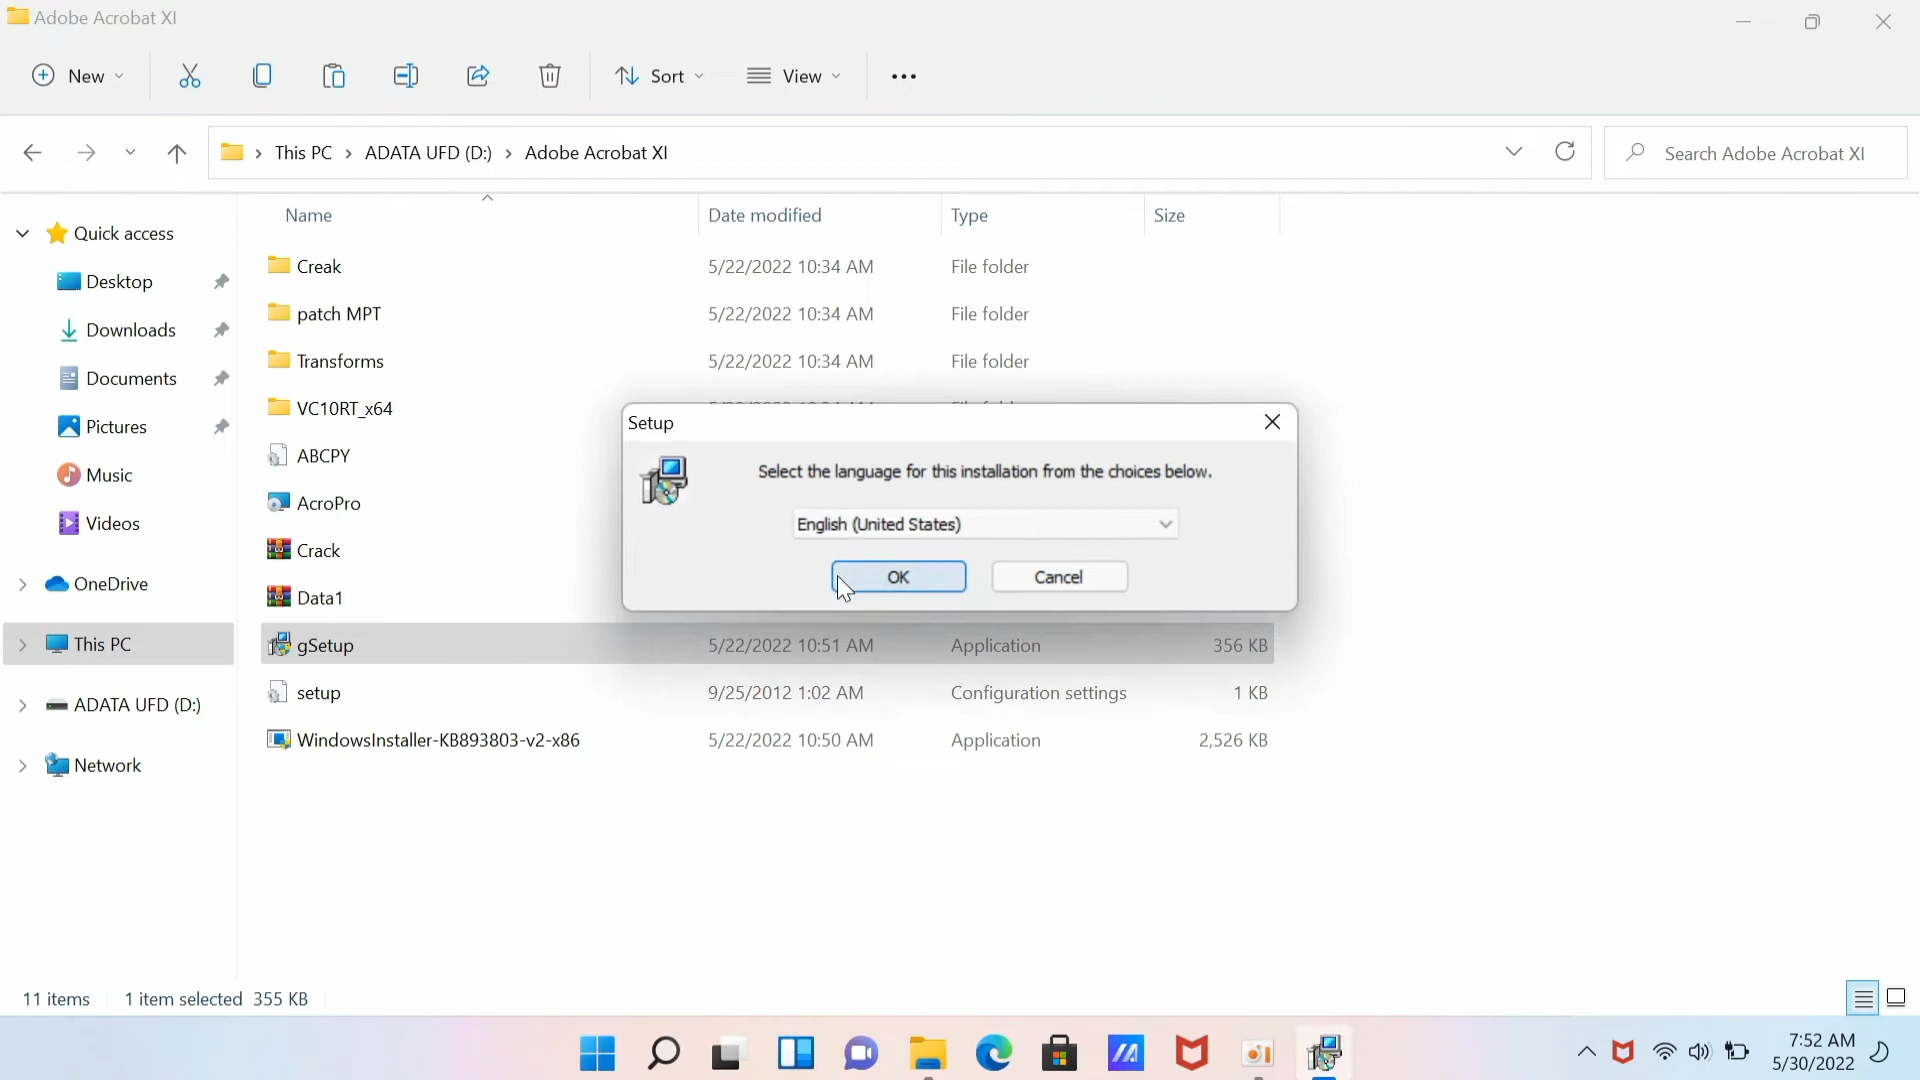 Adobe Acrobat XI
New
Sort
View
This PC
ADATA UFD (D:)
Adobe Acrobat XI
Search Adobe Acrobat XI
Name Date modified Type Size
Quick access
Desktop
Downloads
Documents
Pictures
Music
Videos
OneDrive
This PC
ADATA UFD (D:)
Network
Creak 5/22/2022 10:34 AM File folder
patch MPT 5/22/2022 10:34 AM File folder
Transforms 5/22/2022 10:34 AM File folder
VC10RT_x64
ABCPY
AcroPro
Crack
Data1
gSetup 5/22/2022 10:51 AM Application 356 KB
setup 9/25/2012 1:02 AM Configuration settings 1 KB
WindowsInstaller-KB893803-v2-x86 5/22/2022 10:50 AM Application 2,526 KB
Setup
Select the language for this installation from the choices below.
English (United States)
OK Cancel
11 items 1 item selected 355 KB
7:52 AM
5/30/2022